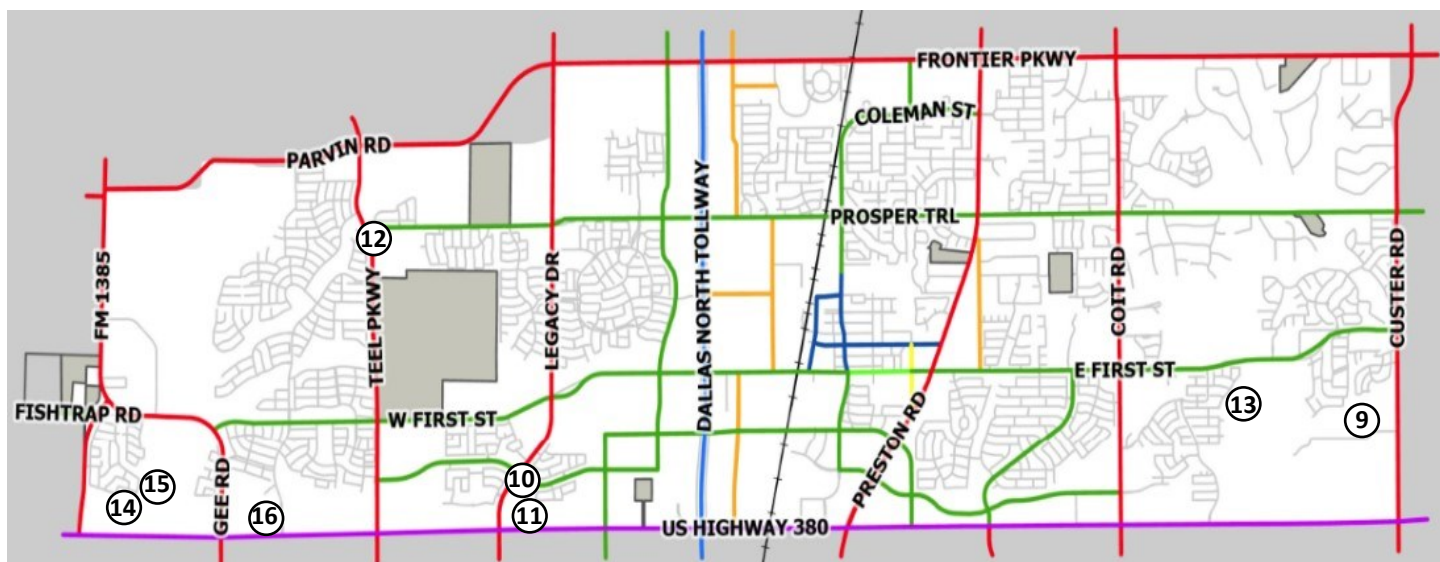 FRONTIER PKWY
COLEMAN ST
PARVIN RD
PROSPER TRL
12
DALLAS NORTH TOLLWAY
FM 1385
TEEL PKWY
LEGACY DR
COIT RD
CUSTER RD
E FIRST ST
FISHTRAP RD
W FIRST ST
13
9
PRESTON RD
GEE RD
10
15
14
16
11
US HIGHWAY 380